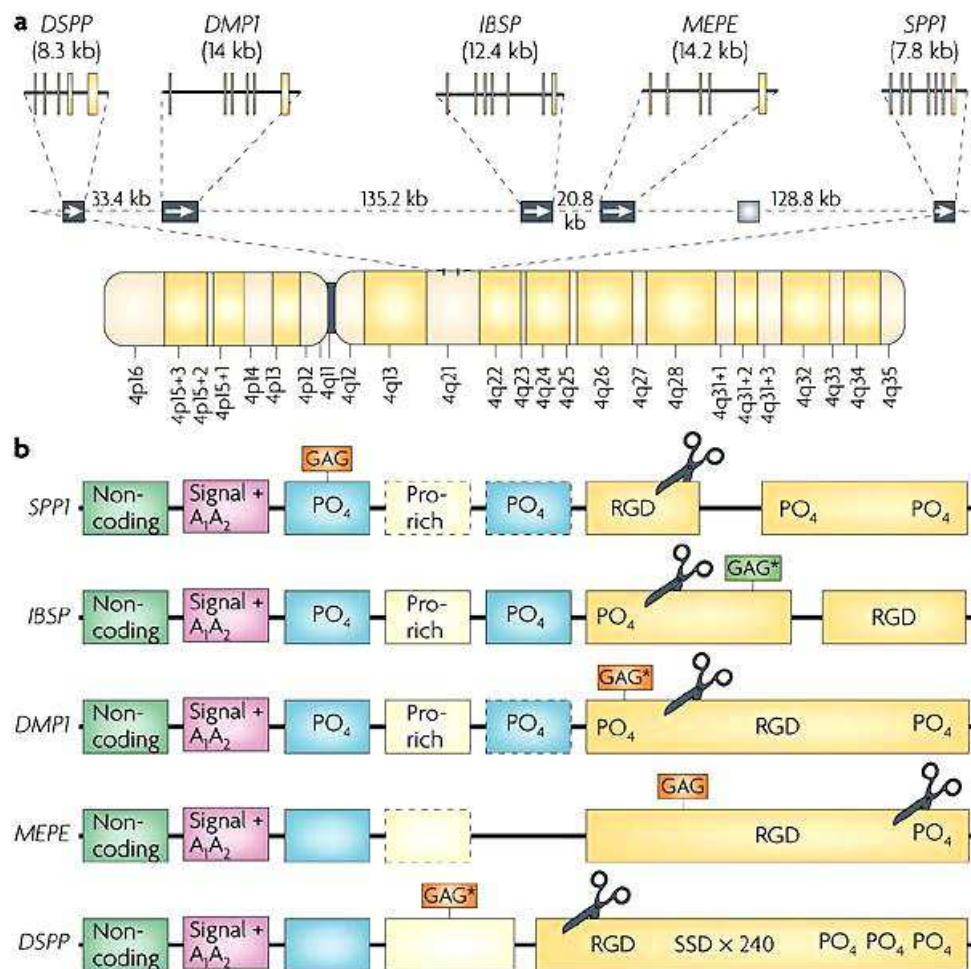 a
DSPP
(8.3 kb)
DMP1
(14 kb)
IBSP
(12.4 kb)
MEPE
(14.2 kb)
SPP1
(7.8 kb)
33.4 kb
135.2 kb
20.8
kb
128.8 kb
4p16
4p15+3
4p15+2
4p15+1
4p14
4p13
4p12
4q11
4q12
4q13
4q21
4q22
4q23
4q24
4q25
4q26
4q27
4q28
4q31+1
4q31+2
4q31+3
4q32
4q33
4q34
4q35
b
GAG
SPP1
Non-
coding
Signal +
A₁A₂
PO₄
Pro-
rich
PO₄
RGD
PO₄
PO₄
GAG*
IBSP
Non-
coding
Signal +
A₁A₂
PO₄
Pro-
rich
PO₄
PO₄
RGD
GAG*
DMP1
Non-
coding
Signal +
A₁A₂
PO₄
Pro-
rich
PO₄
PO₄
RGD
PO₄
GAG
MEPE
Non-
coding
Signal +
A₁A₂
RGD
PO₄
GAG*
DSPP
Non-
coding
Signal +
A₁A₂
RGD
SSD × 240
PO₄ PO₄ PO₄